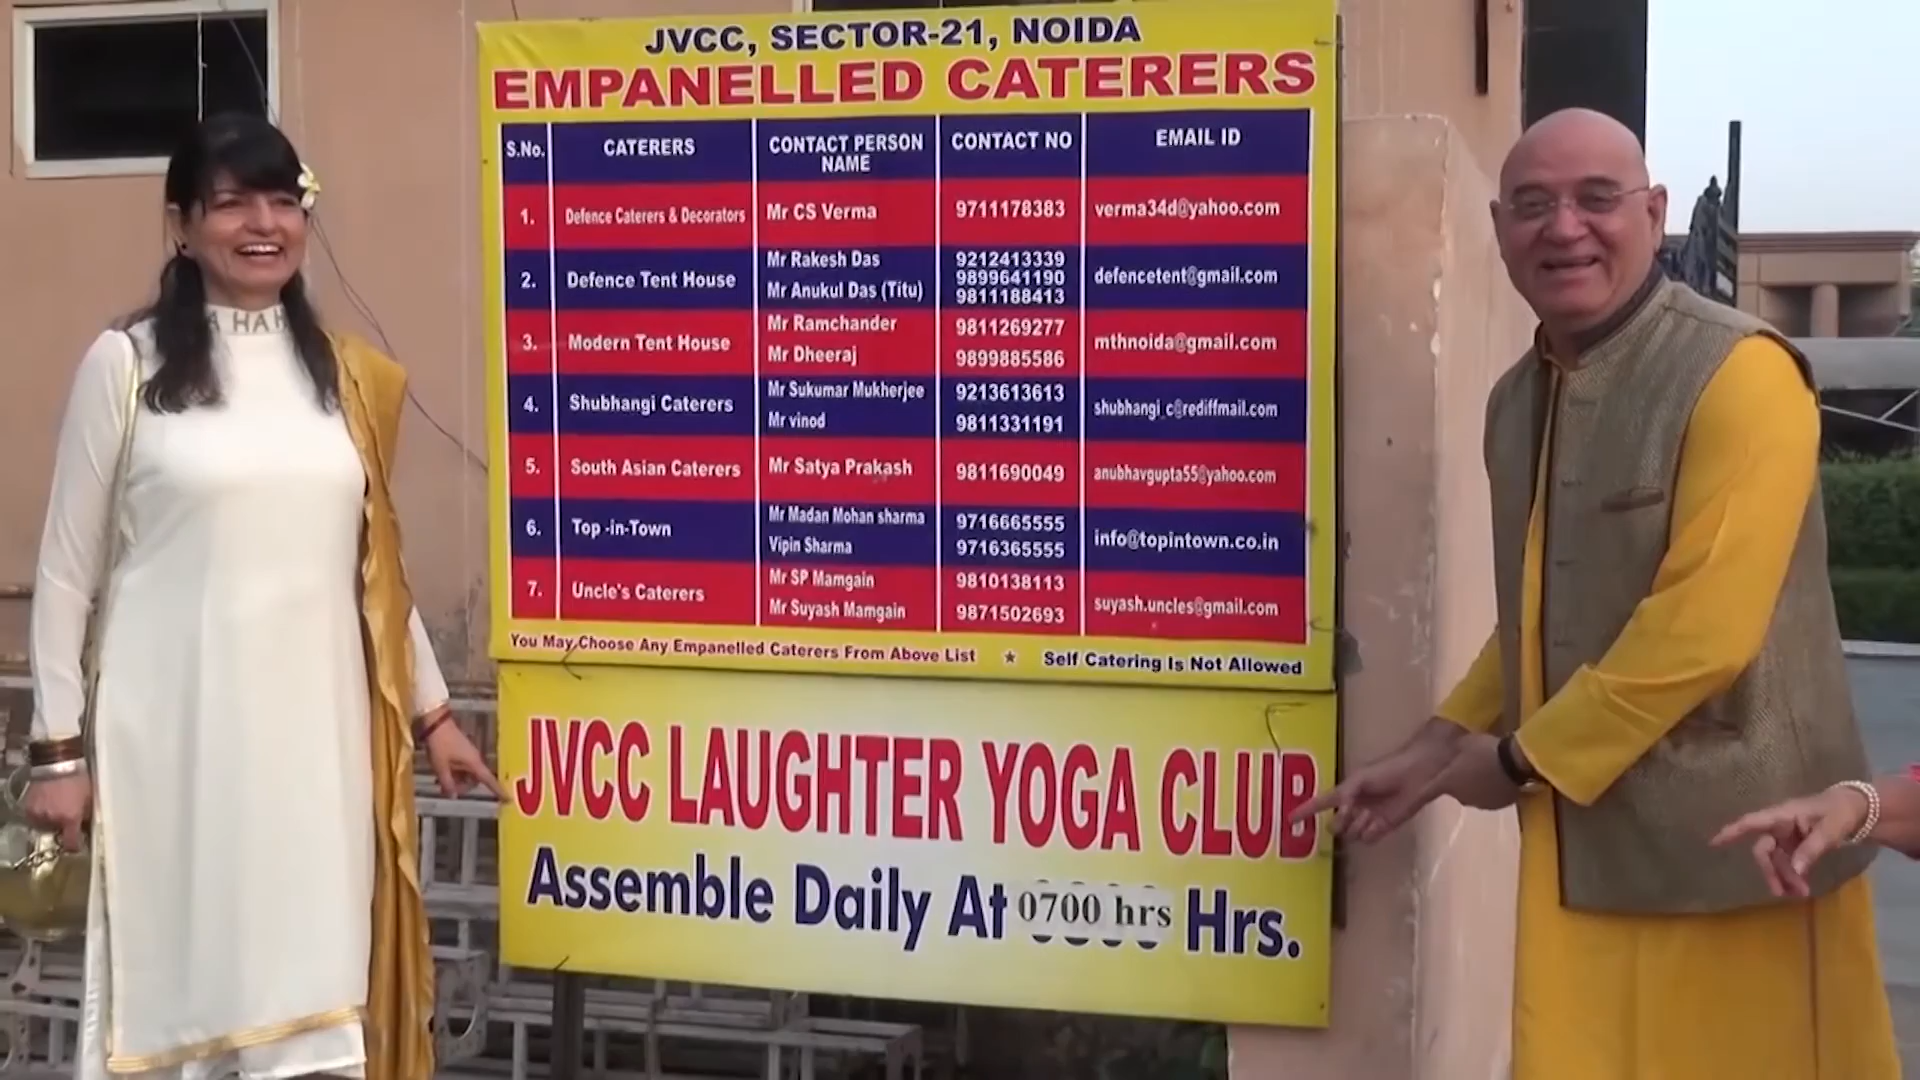 JVCC, SECTOR-21, NOIDA
EMPANELLED CATERERS
S.No. CATERERS CONTACT PERSON NAME CONTACT NO EMAIL ID
1. Defence Caterers & Decorators Mr CS Verma 9711178383 verma34d@yahoo.com
2. Defence Tent House Mr Rakesh Das Mr Anukul Das (Titu) 9212413339 9899641190 9811188413 defencetent@gmail.com
3. Modern Tent House Mr Ramchander Mr Dheeraj 9811269277 9899885586 mthnoida@gmail.com
4. Shubhangi Caterers Mr Sukumar Mukherjee Mr vinod 9213613613 9811331191 shubhangi_c@rediffmail.com
5. South Asian Caterers Mr Satya Prakash 9811690049 anubhavgupta55@yahoo.com
6. Top -in-Town Mr Madan Mohan sharma Vipin Sharma 9716665555 9716365555 info@topintown.co.in
7. Uncle's Caterers Mr SP Mamgain Mr Suyash Mamgain 9810138113 9871502693 suyash.uncles@gmail.com
You May Choose Any Empanelled Caterers From Above List ★ Self Catering Is Not Allowed
JVCC LAUGHTER YOGA CLUB
Assemble Daily At 0700 hrs Hrs.
HAH